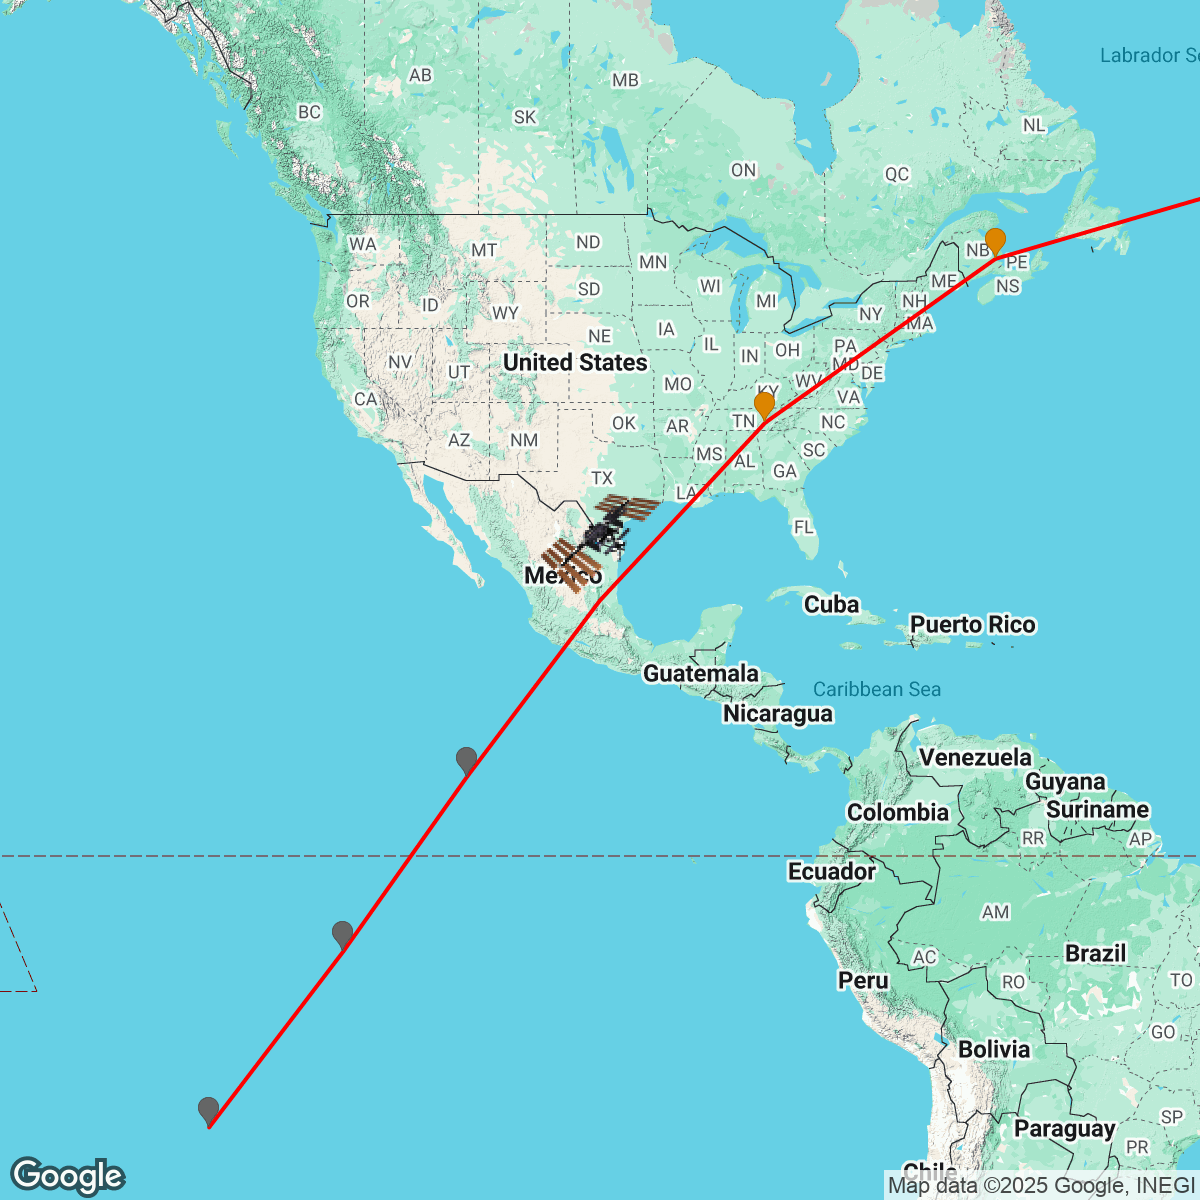 Labrador Se
AB
MB
BC
SK
NL
ON
QC
WA
MT
ND
MN
NB
PE
ME
NS
OR
ID
SD
WY
WI
MI
NH
NY
MA
IA
NE
IL
IN
OH
PA
MD
DE
NV
UT
United States
MO
KY
WV
VA
CA
AZ
NM
OK
AR
TN
NC
SC
MS
AL
GA
TX
LA
FL
Mexico
Cuba
Puerto Rico
Guatemala
Caribbean Sea
Nicaragua
Venezuela
Guyana
Colombia
Suriname
RR
AP
Ecuador
AM
AC
Brazil
Peru
RO
TO
GO
Bolivia
Paraguay
SP
PR
Chile
Google
Map data ©2025 Google, INEGI